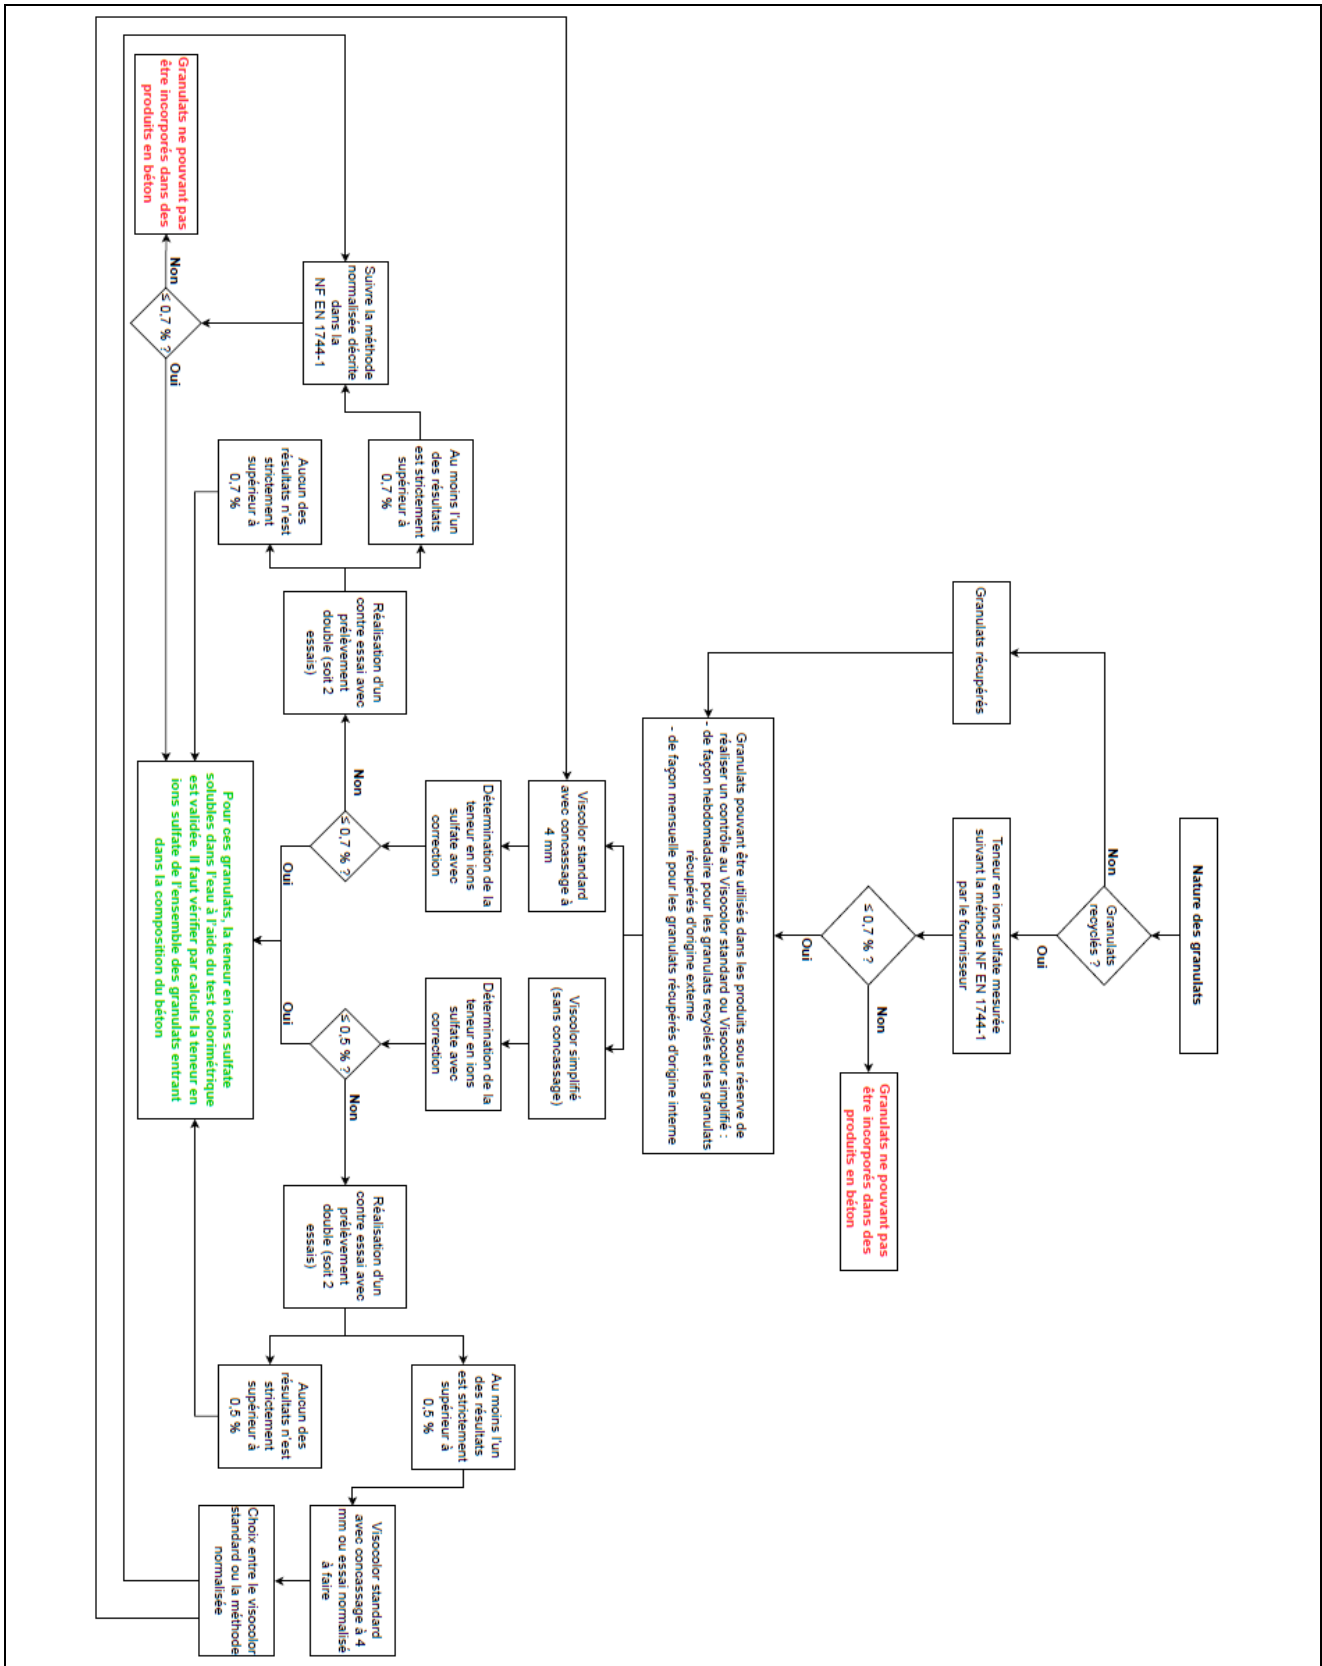 Nature des granulats
Granulats
recyclés ?
Non
Oui
Granulats récupérés
Teneur en ions sulfate mesurée
suivant la méthode NF EN 1744-1
par le fournisseur
≤ 0,7 % ?
Non
Oui
Granulats ne pouvant pas
être incorporés dans des
produits en béton
Granulats pouvant être utilisés dans les produits sous réserve de
réaliser un contrôle au Visocolor standard ou Visocolor simplifié :
- de façon hebdomadaire pour les granulats recyclés et les granulats
récupérés d'origine externe
- de façon mensuelle pour les granulats récupérés d'origine interne
Viscolor standard
avec concassage à
4 mm
Viscolor simplifié
(sans concassage)
Détermination de la
teneur en ions
sulfate avec
correction
Détermination de la
teneur en ions
sulfate avec
correction
≤ 0,7 % ?
Non
Oui
≤ 0,5 % ?
Non
Oui
Réalisation d'un
contre essai avec
prélèvement
double (soit 2
essais)
Réalisation d'un
contre essai avec
prélèvement
double (soit 2
essais)
Au moins l'un
des résultats
est strictement
supérieur à
0,7 %
Aucun des
résultats n'est
strictement
supérieur à
0,7 %
Au moins l'un
des résultats
est strictement
supérieur à
0,5 %
Aucun des
résultats n'est
strictement
supérieur à
0,5 %
Suivre la méthode
normalisée décrite
dans la
NF EN 1744-1
Visocolor standard
avec concassage à 4
mm ou essai normalisé
à faire
Choix entre le visocolor
standard ou la méthode
normalisée
≤ 0,7 % ?
Non
Oui
Granulats ne pouvant pas
être incorporés dans des
produits en béton
Pour ces granulats, la teneur en ions sulfate
solubles dans l'eau à l'aide du test colorimétrique
est validée. Il faut vérifier par calculs la teneur en
ions sulfate de l'ensemble des granulats entrant
dans la composition du béton